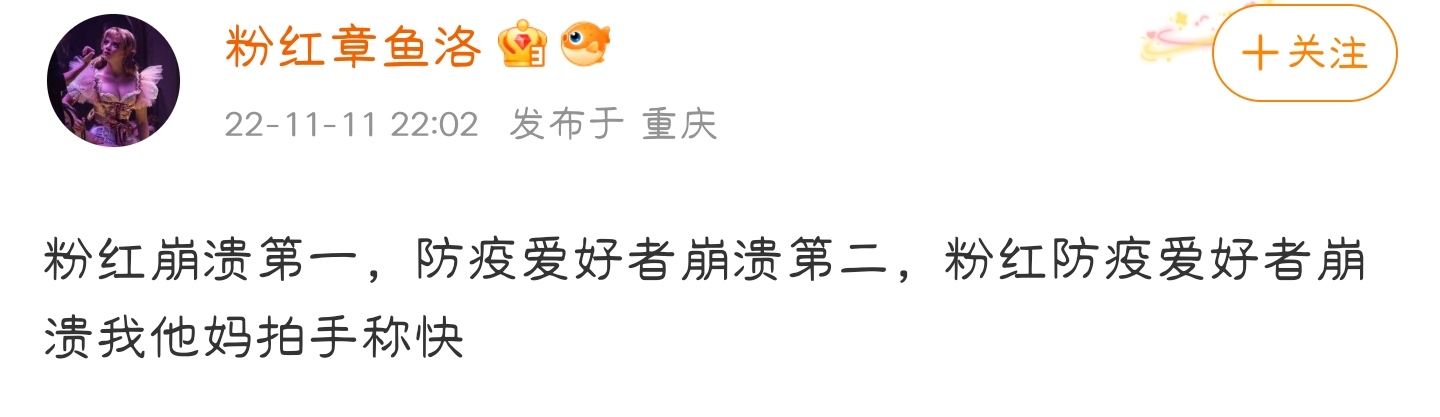 粉红章鱼洛
+关注
22-11-11 22:02 发布于 重庆
粉红崩溃第一，防疫爱好者崩溃第二，粉红防疫爱好者崩
溃我他妈拍手称快